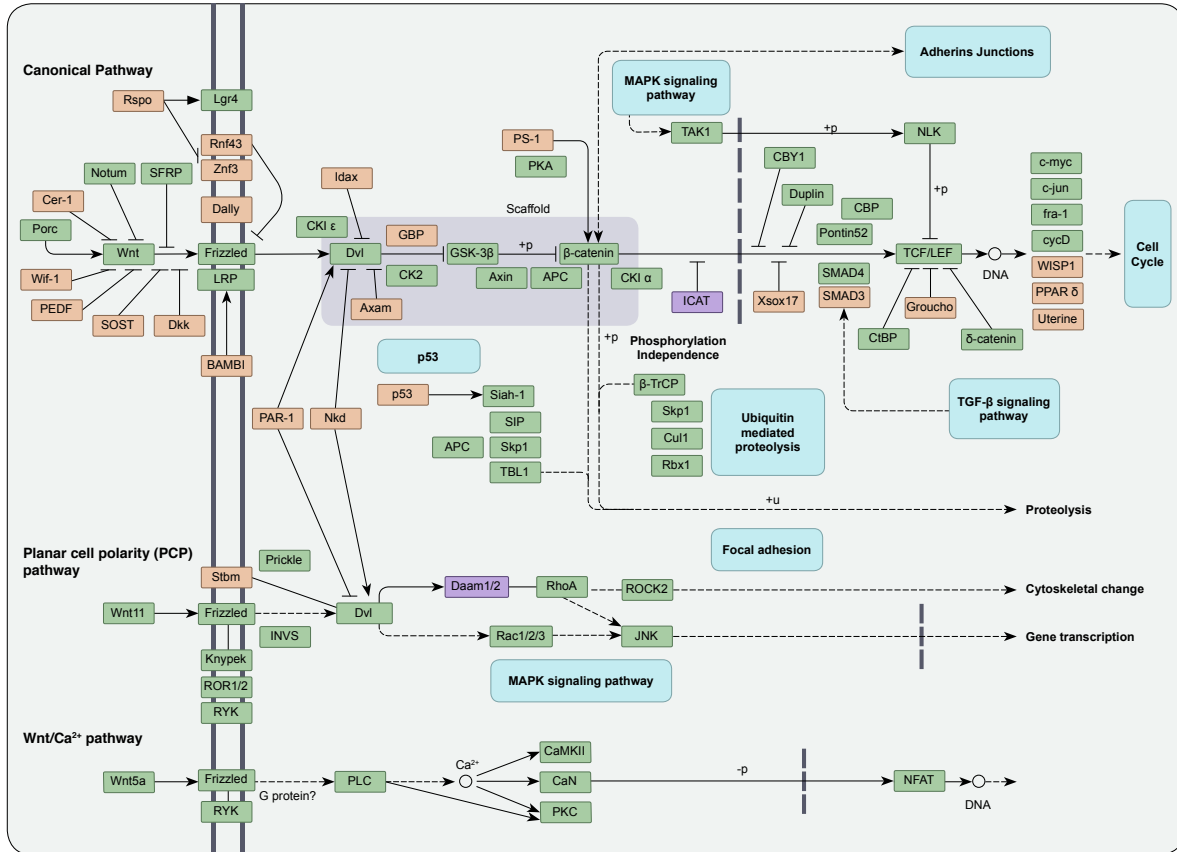 Canonical Pathway
Rspo
Lgr4
Rnf43
Znf3
Notum
SFRP
Cer-1
Dally
Porc
Wnt
Frizzled
LRP
Wif-1
PEDF
SOST
Dkk
BAMBI
Idax
Scaffold
CKI ε
Dvl
GBP
CK2
Axam
GSK-3β
+p
β-catenin
Axin
APC
CKI α
PS-1
PKA
MAPK signaling
pathway
Adherins Junctions
TAK1
+p
NLK
+p
CBY1
Duplin
CBP
Pontin52
ICAT
Xsox17
SMAD4
SMAD3
TCF/LEF
Groucho
CtBP
δ-catenin
DNA
c-myc
c-jun
fra-1
cycD
WISP1
PPAR δ
Uterine
Cell
Cycle
PAR-1
Nkd
p53
p53
Siah-1
SIP
APC
Skp1
TBL1
+p
Phosphorylation
Independence
β-TrCP
Skp1
Cul1
Rbx1
Ubiquitin
mediated
proteolysis
TGF-β signaling
pathway
+u
Proteolysis
Planar cell polarity (PCP)
pathway
Stbm
Prickle
Wnt11
Frizzled
INVS
Knypek
ROR1/2
RYK
Dvl
Daam1/2
RhoA
ROCK2
Focal adhesion
Cytoskeletal change
Rac1/2/3
JNK
Gene transcription
MAPK signaling pathway
Wnt/Ca²⁺ pathway
Wnt5a
Frizzled
RYK
G protein?
PLC
Ca²⁺
CaMKII
CaN
PKC
-p
NFAT
DNA